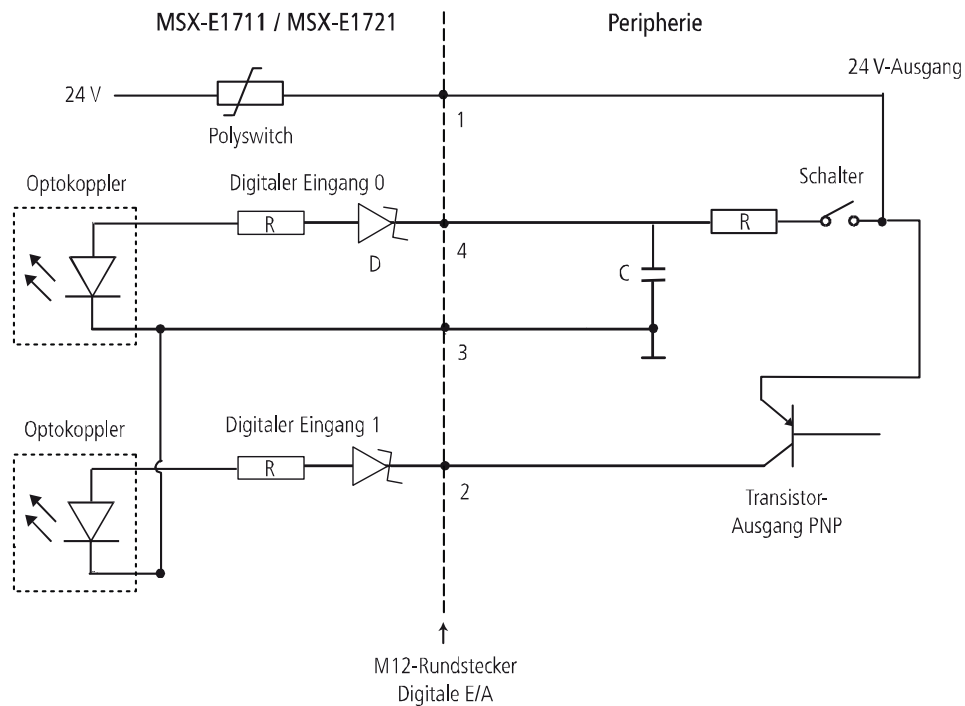 MSX-E1711 / MSX-E1721
Peripherie
24 V-Ausgang
24 V
1
Polyswitch
Optokoppler
Digitaler Eingang 0
Schalter
R
R
D
4
C
3
Optokoppler
Digitaler Eingang 1
R
2
Transistor-
Ausgang PNP
M12-Rundstecker
Digitale E/A